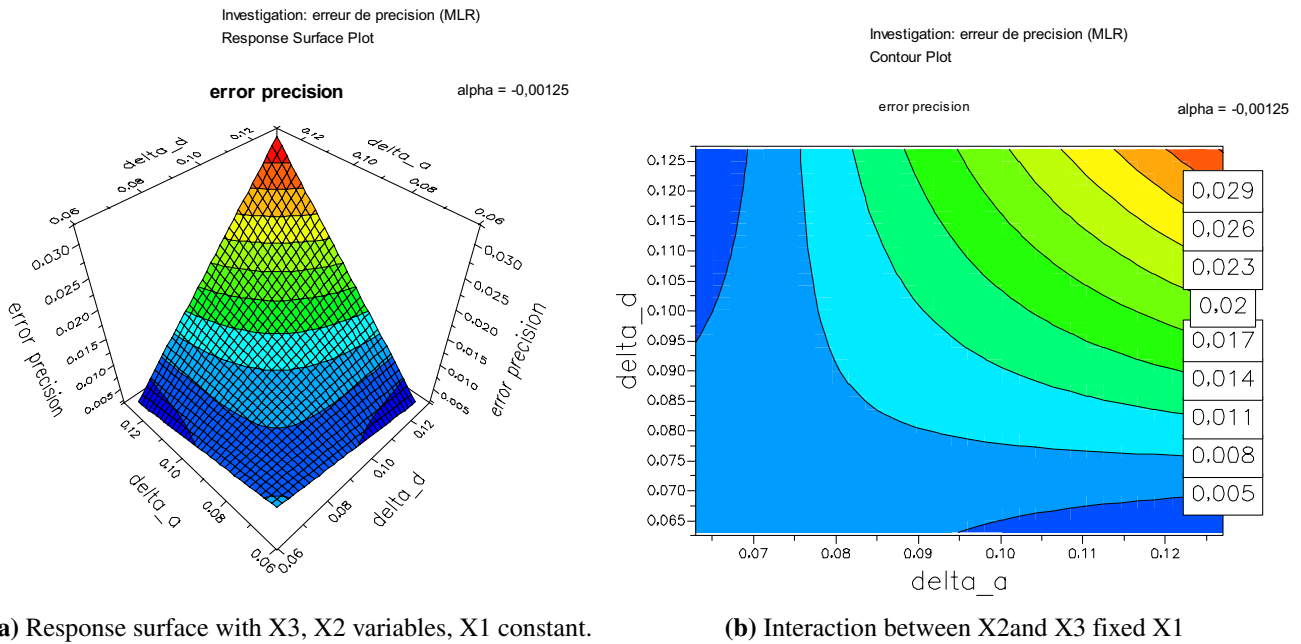 Investigation: erreur de precision (MLR)
Response Surface Plot
error precision
alpha = -0,00125
delta_d
delta_a
0.06
0.08
0.10
0.12
0.12
0.10
0.08
0.06
0.030
0.025
0.020
0.015
0.010
0.005
error precision
0.030
0.025
0.020
0.015
0.010
0.005
error precision
0.12
0.10
0.08
0.06
delta_a
0.06
0.08
0.10
0.12
delta_d
a) Response surface with X3, X2 variables, X1 constant.
Investigation: erreur de precision (MLR)
Contour Plot
error precision
alpha = -0,00125
0.125
0.120
0.115
0.110
0.105
0.100
0.095
0.090
0.085
0.080
0.075
0.070
0.065
delta_d
0,029
0,026
0,023
0,02
0,017
0,014
0,011
0,008
0,005
0.07 0.08 0.09 0.10 0.11 0.12
delta_a
(b) Interaction between X2and X3 fixed X1